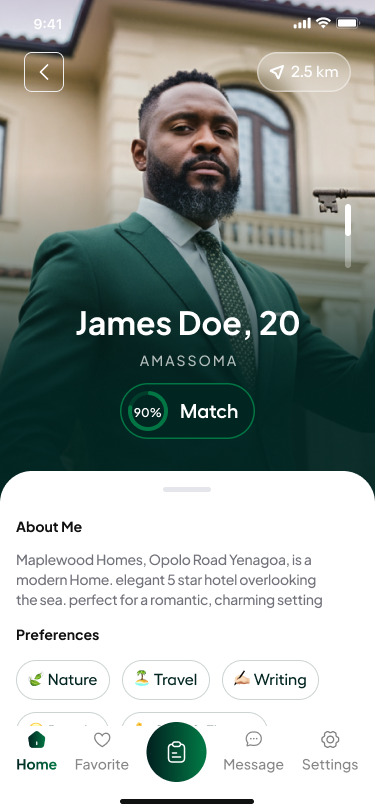 9:41
2.5 km
James Doe, 20
AMASSOMA
90% Match
About Me
Maplewood Homes, Opolo Road Yenagoa, is a
modern Home. elegant 5 star hotel overlooking
the sea. perfect for a romantic, charming setting
Preferences
Nature Travel Writing
Home Favorite Message Settings